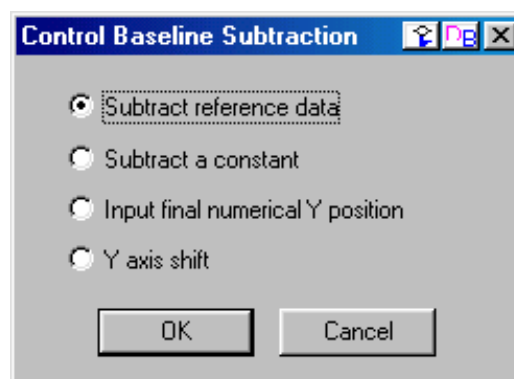 Control Baseline Subtraction
Subtract reference data
Subtract a constant
Input final numerical Y position
Y axis shift
OK Cancel